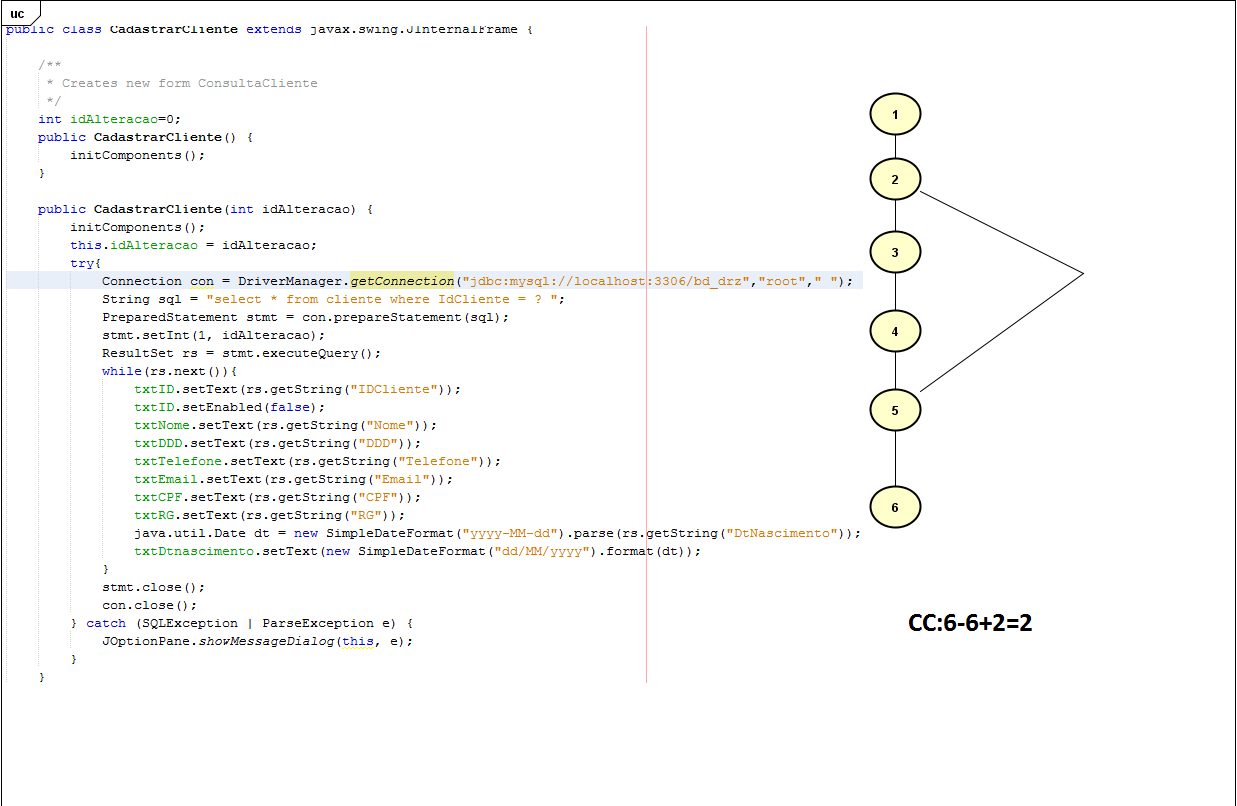 uc
public class CadastrarCliente extends javax.swing.JInternalFrame {
/**
* Creates new form ConsultaCliente
*/
int idAlteracao=0;
public CadastrarCliente() {
initComponents();
}
public CadastrarCliente(int idAlteracao) {
initComponents();
this.idAlteracao = idAlteracao;
try{
Connection con = DriverManager.getConnection("jdbc:mysql://localhost:3306/bd_drz","root"," ");
String sql = "select * from cliente where IdCliente = ? ";
PreparedStatement stmt = con.prepareStatement(sql);
stmt.setInt(1, idAlteracao);
ResultSet rs = stmt.executeQuery();
while(rs.next()){
txtID.setText(rs.getString("IDCliente"));
txtID.setEnabled(false);
txtNome.setText(rs.getString("Nome"));
txtDDD.setText(rs.getString("DDD"));
txtTelefone.setText(rs.getString("Telefone"));
txtEmail.setText(rs.getString("Email"));
txtCPF.setText(rs.getString("CPF"));
txtRG.setText(rs.getString("RG"));
java.util.Date dt = new SimpleDateFormat("yyyy-MM-dd").parse(rs.getString("DtNascimento"));
txtDtnascimento.setText(new SimpleDateFormat("dd/MM/yyyy").format(dt));
}
stmt.close();
con.close();
} catch (SQLException | ParseException e) {
JOptionPane.showMessageDialog(this, e);
}
}
1
2
3
4
5
6
CC:6-6+2=2